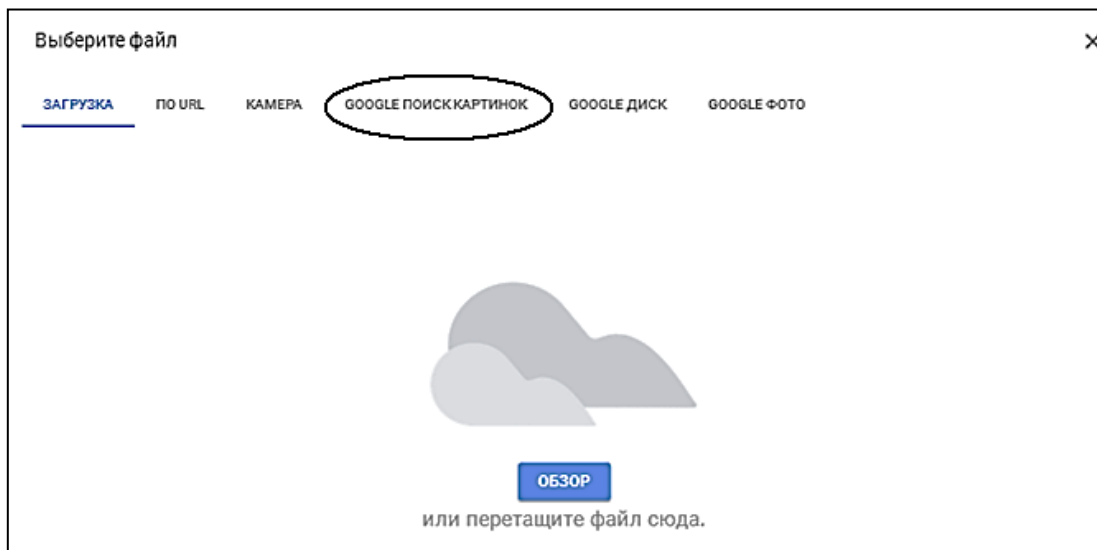 Выберите файл
ЗАГРУЗКА ПО URL КАМЕРА GOOGLE ПОИСК КАРТИНОК GOOGLE ДИСК GOOGLE ФОТО
ОБЗОР
или перетащите файл сюда.